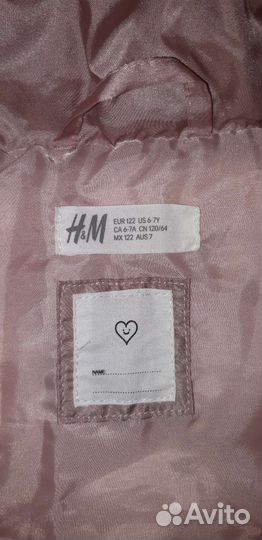 H&M
EUR 122 US 6-7Y
CA 6-7A CN 120/64
MX 122 AUS 7
NAME:
Avito